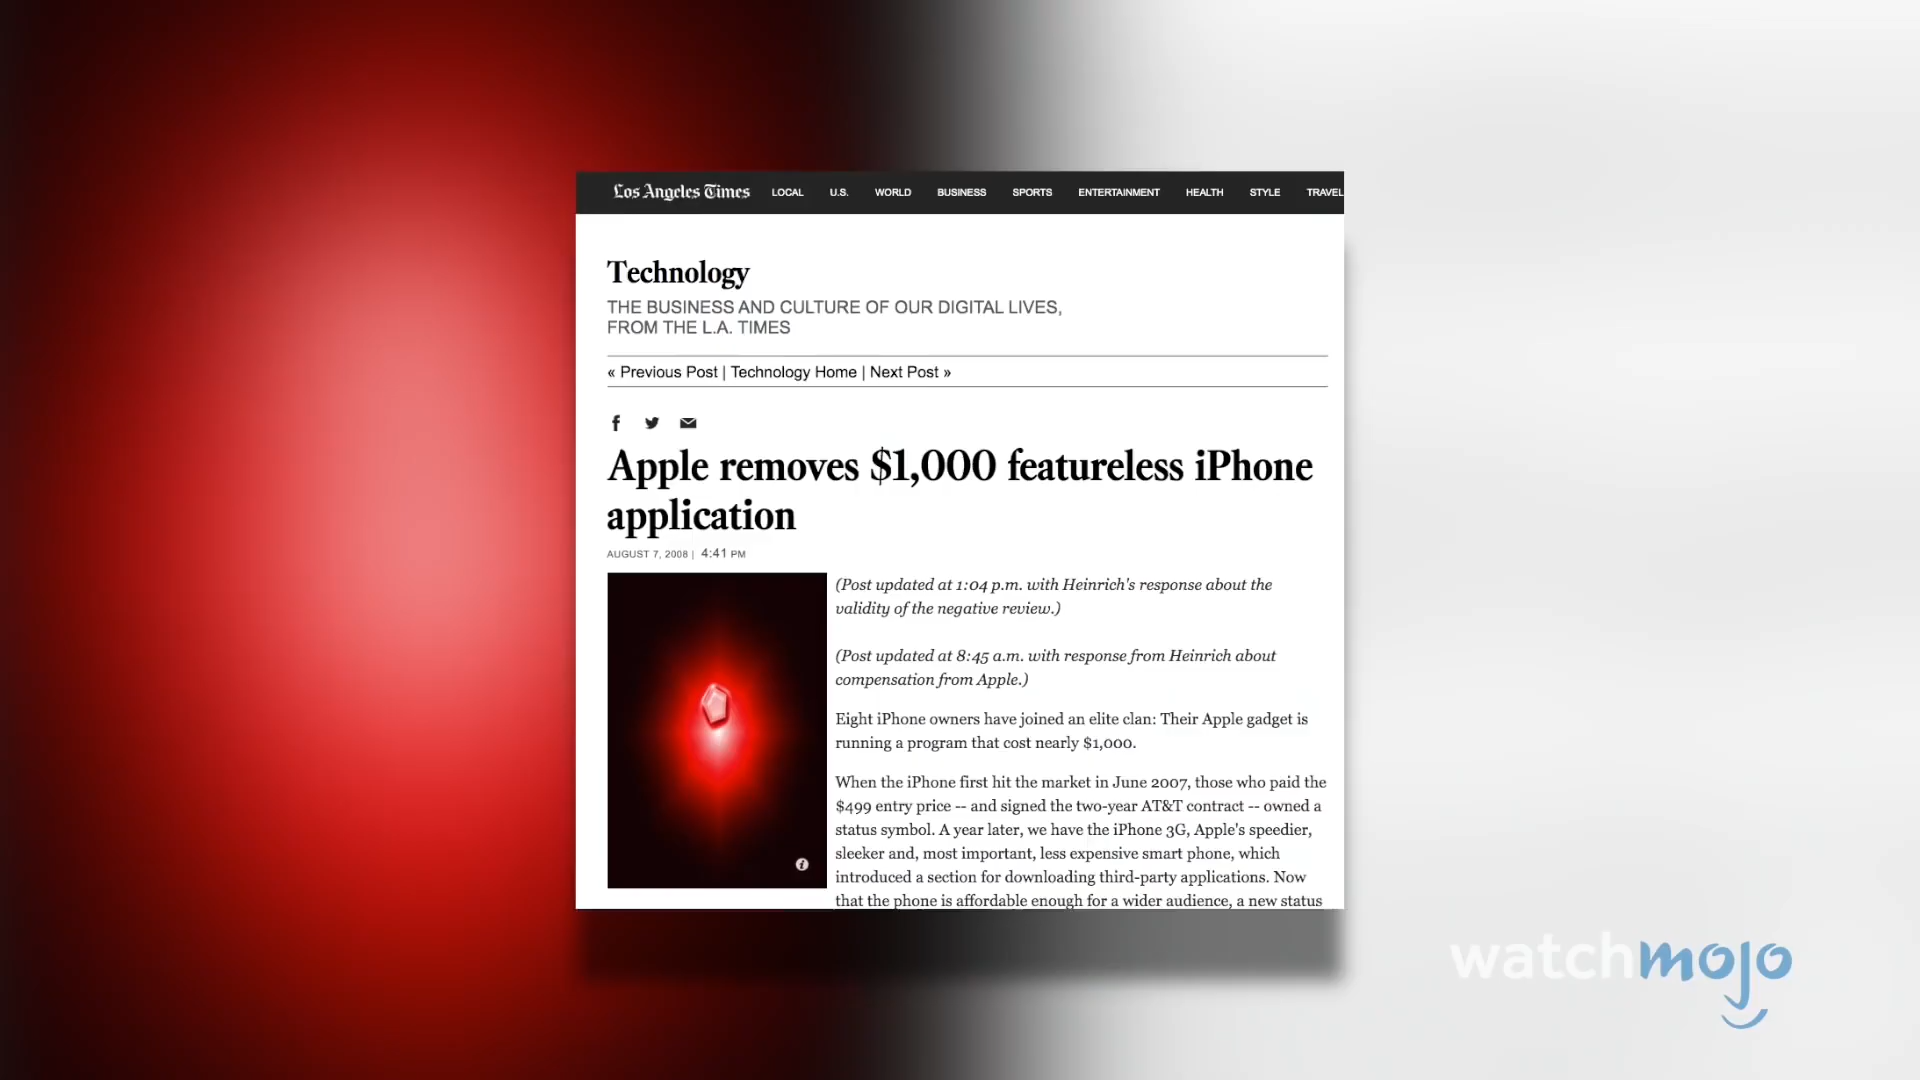 Los Angeles Times LOCAL U.S. WORLD BUSINESS SPORTS ENTERTAINMENT HEALTH STYLE TRAVEL
Technology
THE BUSINESS AND CULTURE OF OUR DIGITAL LIVES,
FROM THE L.A. TIMES
« Previous Post | Technology Home | Next Post »
Apple removes $1,000 featureless iPhone
application
AUGUST 7, 2008 | 4:41 PM
(Post updated at 1:04 p.m. with Heinrich's response about the
validity of the negative review.)
(Post updated at 8:45 a.m. with response from Heinrich about
compensation from Apple.)
Eight iPhone owners have joined an elite clan: Their Apple gadget is
running a program that cost nearly $1,000.
When the iPhone first hit the market in June 2007, those who paid the
$499 entry price -- and signed the two-year AT&T contract -- owned a
status symbol. A year later, we have the iPhone 3G, Apple's speedier,
sleeker and, most important, less expensive smart phone, which
introduced a section for downloading third-party applications. Now
that the phone is affordable enough for a wider audience, a new status
watchmojo